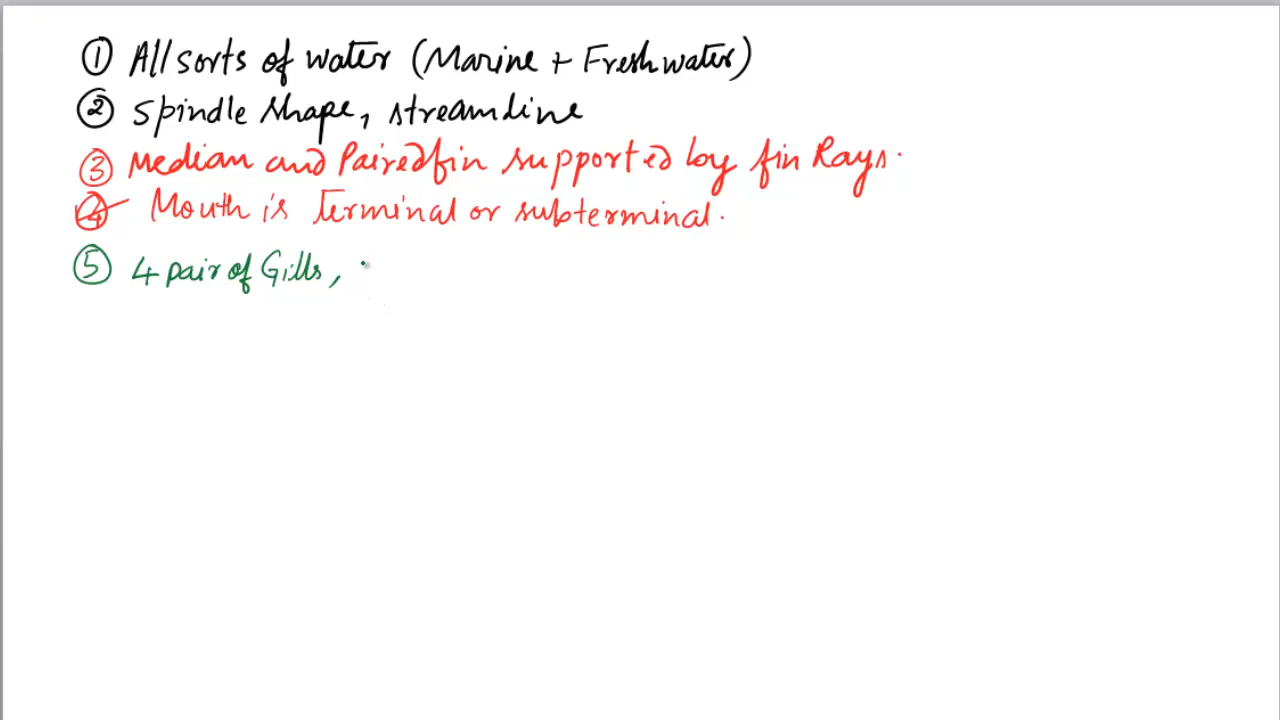 ① All sorts of water (Marine + Freshwater)
② Spindle shape, streamline
③ Median and Paired fin supported by fin Rays.
④ Mouth is Terminal or subterminal.
⑤ 4 pair of Gills,